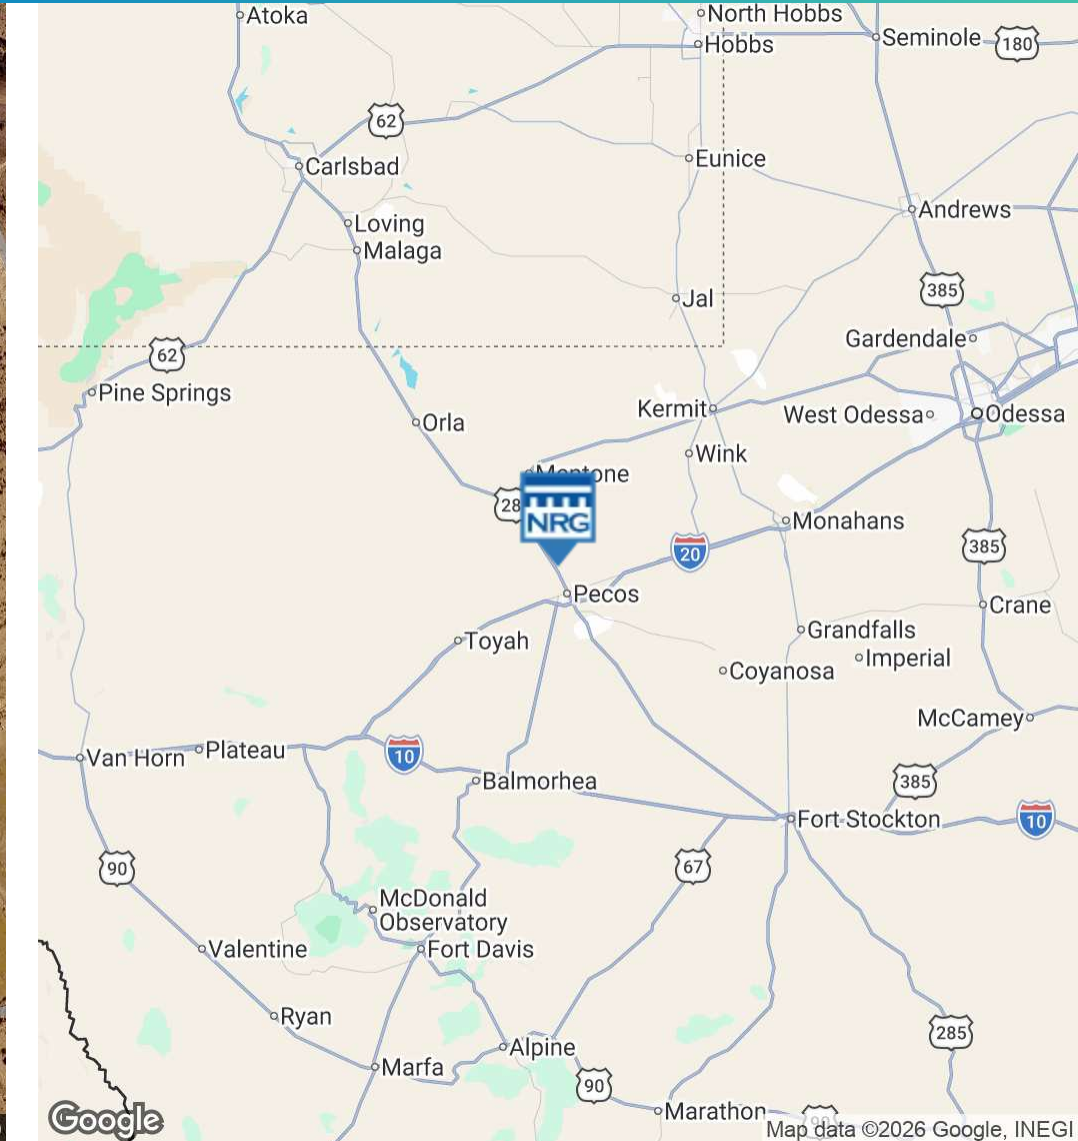 Atoka
North Hobbs
Hobbs
Seminole
180
62
Carlsbad
Eunice
Loving
Andrews
Malaga
385
Jal
Gardendale
62
Pine Springs
Kermit
West Odessa
Odessa
Orla
Wink
Mentone
28
NRG
Monahans
20
385
Pecos
Crane
Toyah
Grandfalls
Imperial
Coyanosa
McCamey
Van Horn
Plateau
10
Balmorhea
385
Fort Stockton
10
90
67
McDonald
Observatory
Valentine
Fort Davis
Ryan
285
Alpine
Marfa
90
Marathon
90
Google
Map data ©2026 Google, INEGI